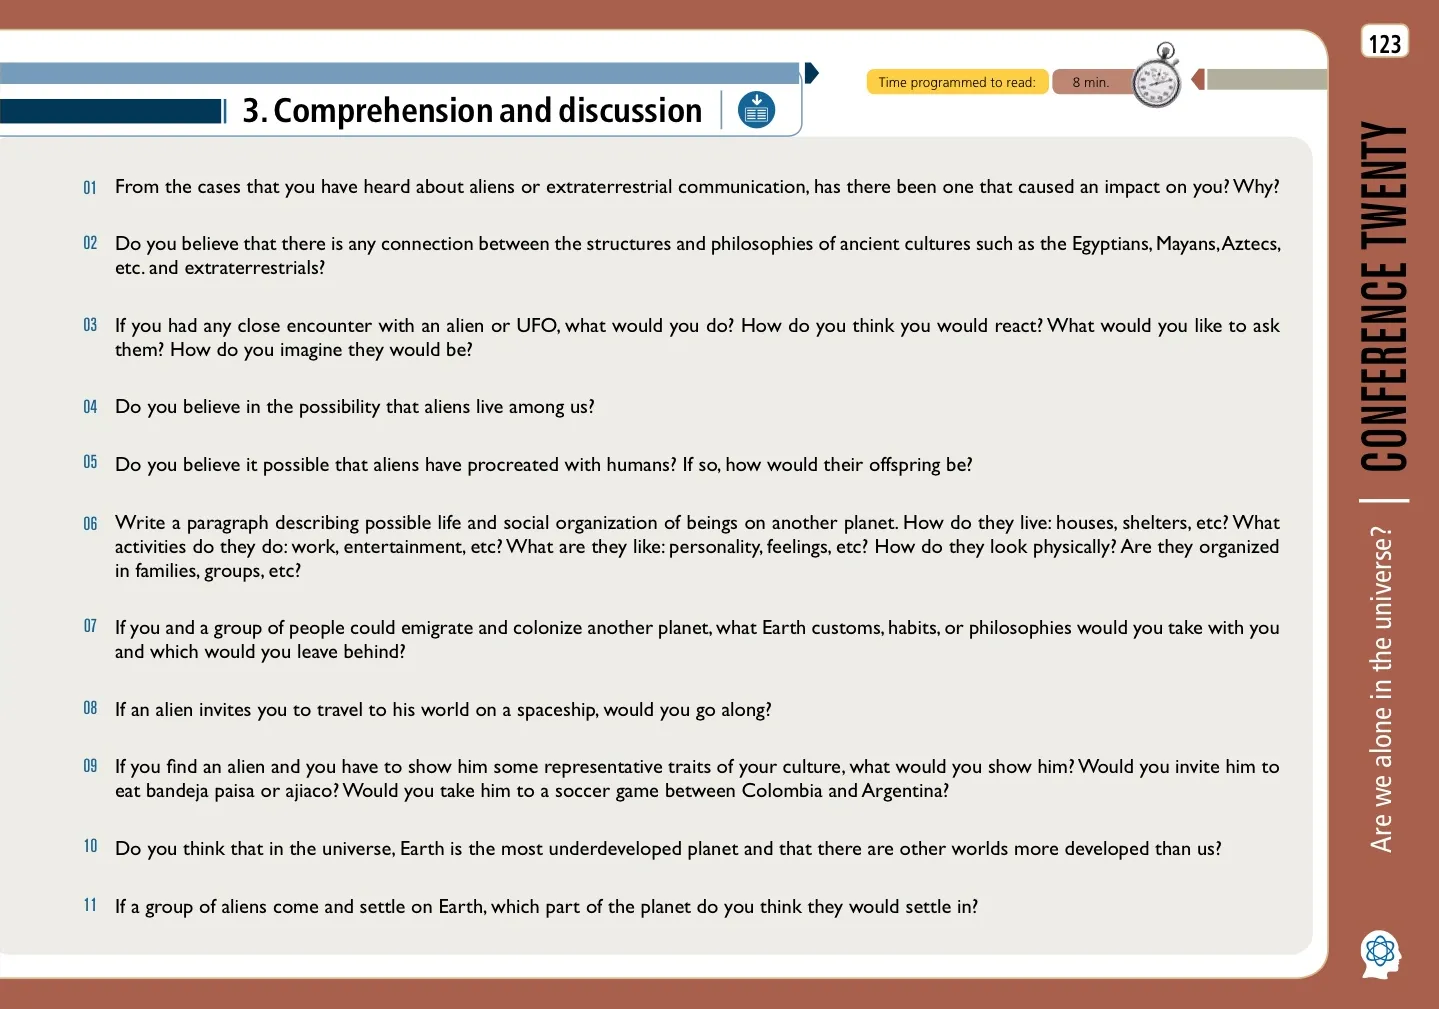 123
Time programmed to read:
8 min.
3. Comprehension and discussion
01 From the cases that you have heard about aliens or extraterrestrial communication, has there been one that caused an impact on you? Why?
02 Do you believe that there is any connection between the structures and philosophies of ancient cultures such as the Egyptians, Mayans, Aztecs,
etc. and extraterrestrials?
03 If you had any close encounter with an alien or UFO, what would you do? How do you think you would react? What would you like to ask
them? How do you imagine they would be?
04 Do you believe in the possibility that aliens live among us?
05 Do you believe it possible that aliens have procreated with humans? If so, how would their offspring be?
06 Write a paragraph describing possible life and social organization of beings on another planet. How do they live: houses, shelters, etc? What
activities do they do: work, entertainment, etc? What are they like: personality, feelings, etc? How do they look physically? Are they organized
in families, groups, etc?
07 If you and a group of people could emigrate and colonize another planet, what Earth customs, habits, or philosophies would you take with you
and which would you leave behind?
08 If an alien invites you to travel to his world on a spaceship, would you go along?
09 If you find an alien and you have to show him some representative traits of your culture, what would you show him? Would you invite him to
eat bandeja paisa or ajiaco? Would you take him to a soccer game between Colombia and Argentina?
10 Do you think that in the universe, Earth is the most underdeveloped planet and that there are other worlds more developed than us?
11 If a group of aliens come and settle on Earth, which part of the planet do you think they would settle in?
CONFERENCE TWENTY
Are we alone in the universe?